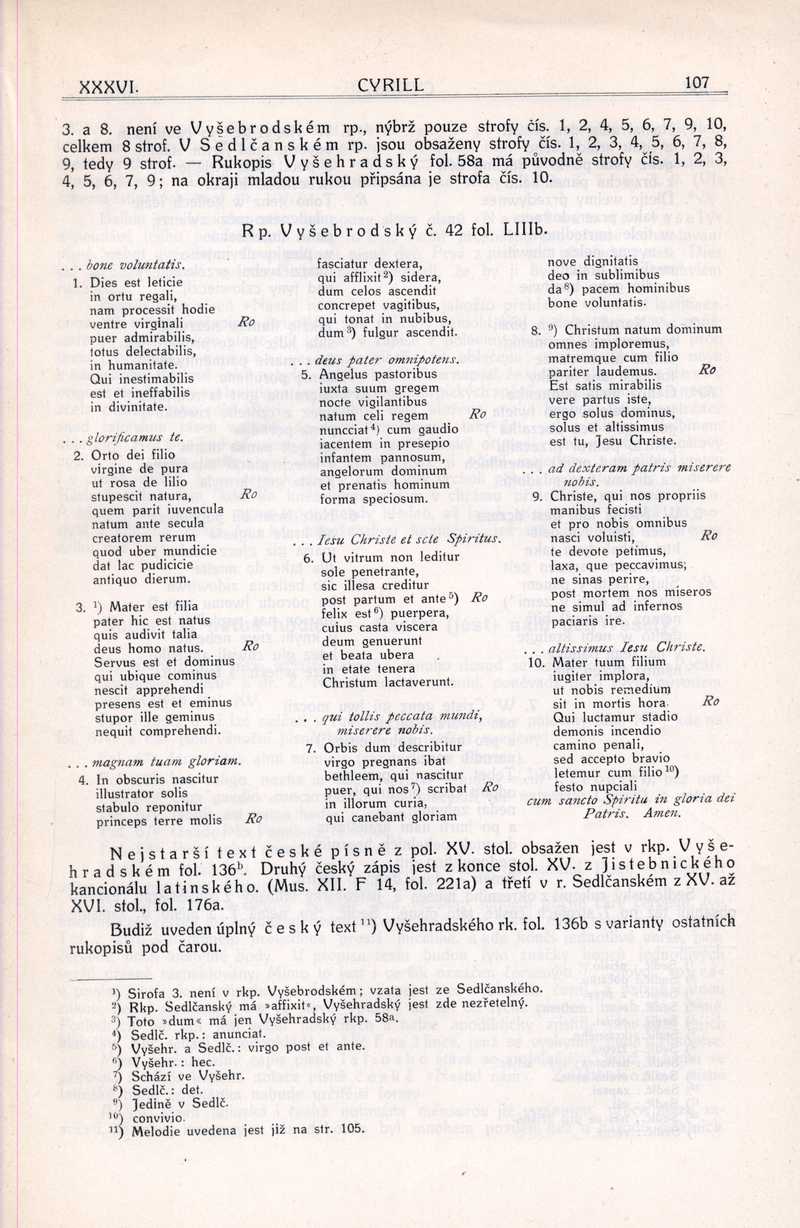 XXXVI. CYRILL 107
3. a 8. není ve Vyšebrodském rp., nýbrž pouze strofy čís. 1, 2, 4, 5, 6, 7, 9, 10,
celkem 8 strof. V Sedlčanském rp. jsou obsaženy strofy čís. 1, 2, 3, 4, 5, 6, 7, 8,
9, tedy 9 strof. — Rukopis Vyšehradský fol. 58a má původně strofy čís. 1, 2, 3,
4, 5, 6, 7, 9; na okraji mladou rukou připsána je strofa čís. 10.
Rp. Vyšebrodský č. 42 fol. LIIIb.
. . . bone voluntatis.
1. Dies est leticie
in ortu regali,
nam processit hodie
ventre virginali Ro
puer admirabilis,
totus delectabilis,
in humanitate.
Qui inestimabilis
est et ineffabilis
in divinitate.
. . . glorificamus te.
2. Orto dei filio
virgine de pura
ut rosa de lilio
stupescit natura, Ro
quem parit iuvencula
natum ante secula
creatorem rerum
quod uber mundicie
dat lac pudicicie
antiquo dierum.
3. ¹) Mater est filia
pater hic est natus
quis audivit talia
deus homo natus. Ro
Servus est et dominus
qui ubique cominus
nescit apprehendi
presens est et eminus
stupor ille geminus
nequit comprehendi.
. . . magnam tuam gloriam.
4. In obscuris nascitur
illustrator solis
stabulo reponitur
princeps terre molis Ro
fasciatur dextera,
qui afflixit²) sidera,
dum celos ascendit
concrepet vagitibus,
qui tonat in nubibus,
dum³) fulgur ascendit.
. . . deus pater omnipotens.
5. Angelus pastoribus
iuxta suum gregem
nocte vigilantibus
natum celi regem Ro
nuncciat⁴) cum gaudio
iacentem in presepio
infantem pannosum,
angelorum dominum
et prenatis hominum
forma speciosum.
. . . Iesu Christe et scte Spiritus.
6. Ut vitrum non leditur
sole penetrante,
sic illesa creditur
post partum et ante⁵) Ro
felix est⁶) puerpera,
cuius casta viscera
deum genuerunt
et beata ubera
in etate tenera
Christum lactaverunt.
. . . qui tollis peccata mundi,
miserere nobis.
7. Orbis dum describitur
virgo pregnans ibat
bethleem, qui nascitur
puer, qui nos⁷) scribat Ro
in illorum curia,
qui canebant gloriam
nove dignitatis
deo in sublimibus
da⁸) pacem hominibus
bone voluntatis.
8. ⁹) Christum natum dominum
omnes imploremus,
matremque cum filio
pariter laudemus. Ro
Est satis mirabilis
vere partus iste,
ergo solus dominus,
solus et altissimus
est tu, Jesu Christe.
. . . ad dexteram patris miserere
nobis.
9. Christe, qui nos propriis
manibus fecisti
et pro nobis omnibus
nasci voluisti, Ro
te devote petimus,
laxa, que peccavimus;
ne sinas perire,
post mortem nos miseros
ne simul ad infernos
paciaris ire.
. . . altissimus Iesu Christe.
10. Mater tuum filium
iugiter implora,
ut nobis remedium
sit in mortis hora. Ro
Qui luctamur stadio
demonis incendio
camino penali,
sed accepto bravio
letemur cum filio¹⁰)
festo nupciali
cum sancto Spiritu in gloria dei
Patris. Amen.
Nejstarší text české písně z pol. XV. stol. obsažen jest v rkp. Vyše-
hradském fol. 136ᵇ. Druhý český zápis jest z konce stol. XV. z Jistebnického
kancionálu latinského. (Mus. XII. F 14, fol. 221a) a třetí v r. Sedlčanském z XV. až
XVI. stol., fol. 176a.
Budiž uveden úplný český text¹¹) Vyšehradského rk. fol. 136b s varianty ostatních
rukopisů pod čarou.
¹) Sirofa 3. není v rkp. Vyšebrodském; vzata jest ze Sedlčanského.
²) Rkp. Sedlčanský má »affixit«, Vyšehradský jest zde nezřetelný.
³) Toto »dum« má jen Vyšehradský rkp. 58a.
⁴) Sedlč. rkp.: anunciat.
⁵) Vyšehr. a Sedlč.: virgo post et ante.
⁶) Vyšehr.: hec.
⁷) Schází ve Vyšehr.
⁸) Sedlč.: det.
⁹) Jedině v Sedlč.
¹⁰) convivio.
¹¹) Melodie uvedena jest již na str. 105.